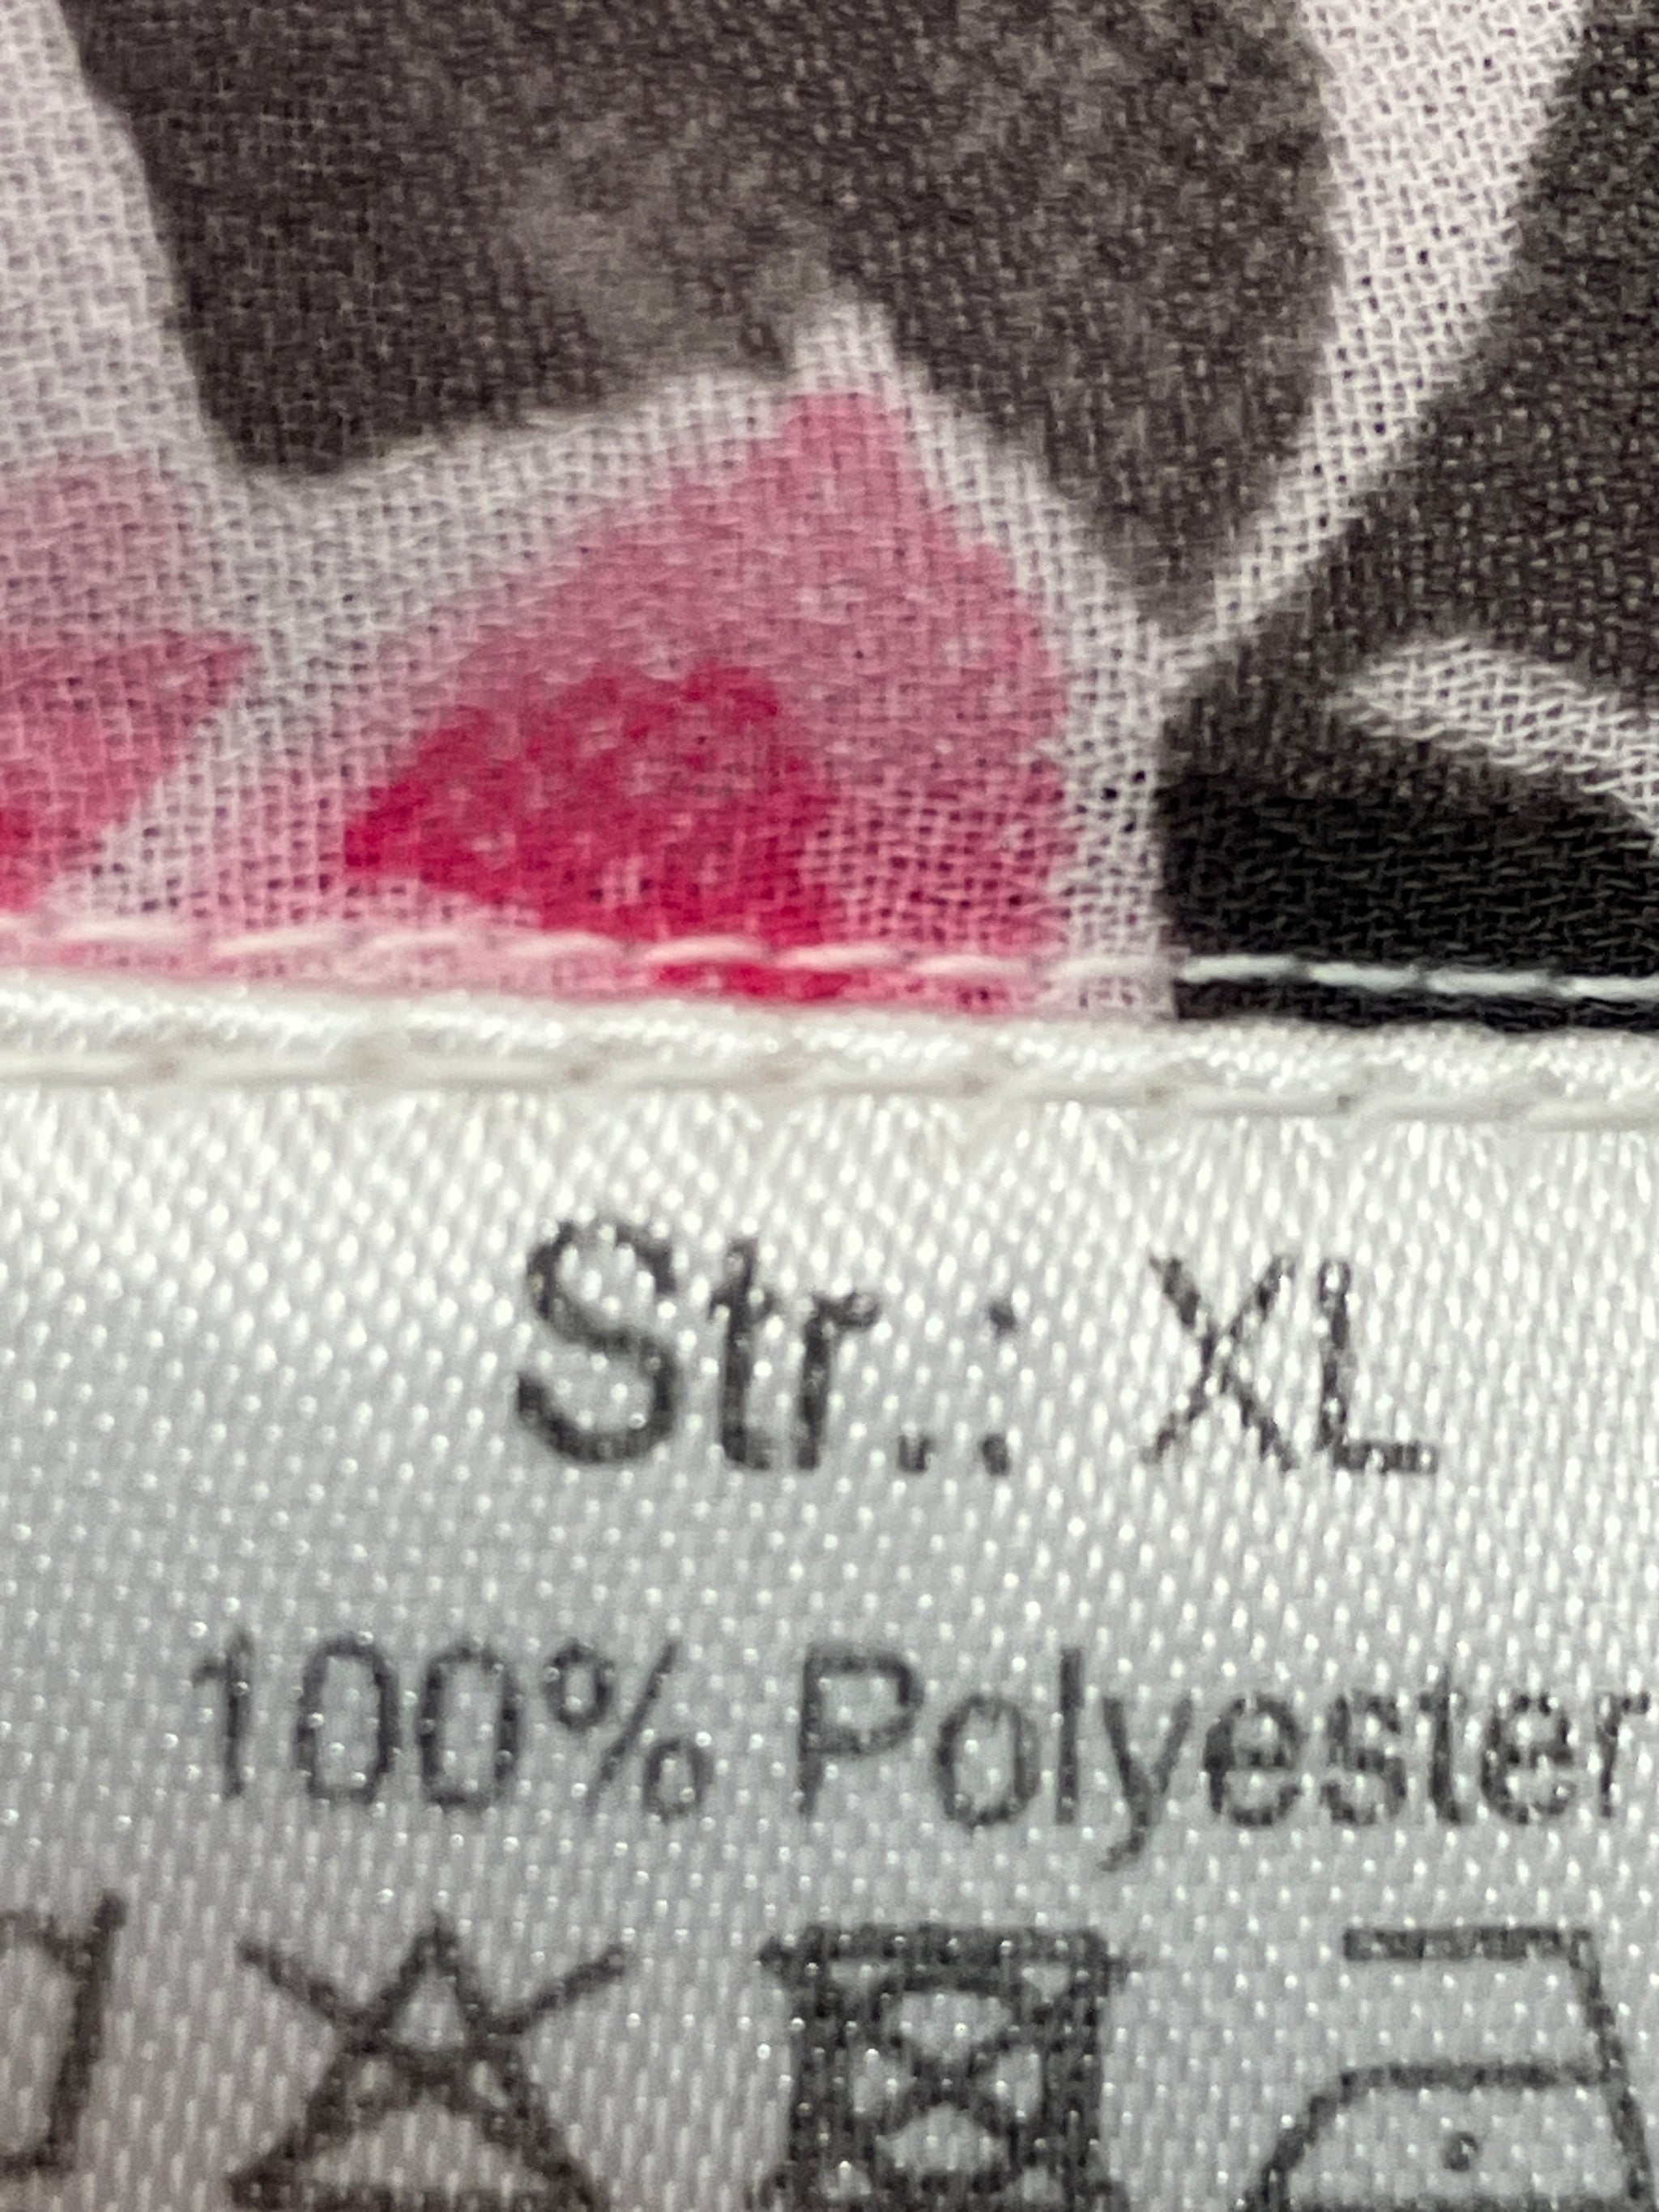 Str.: XL
100% Polyester